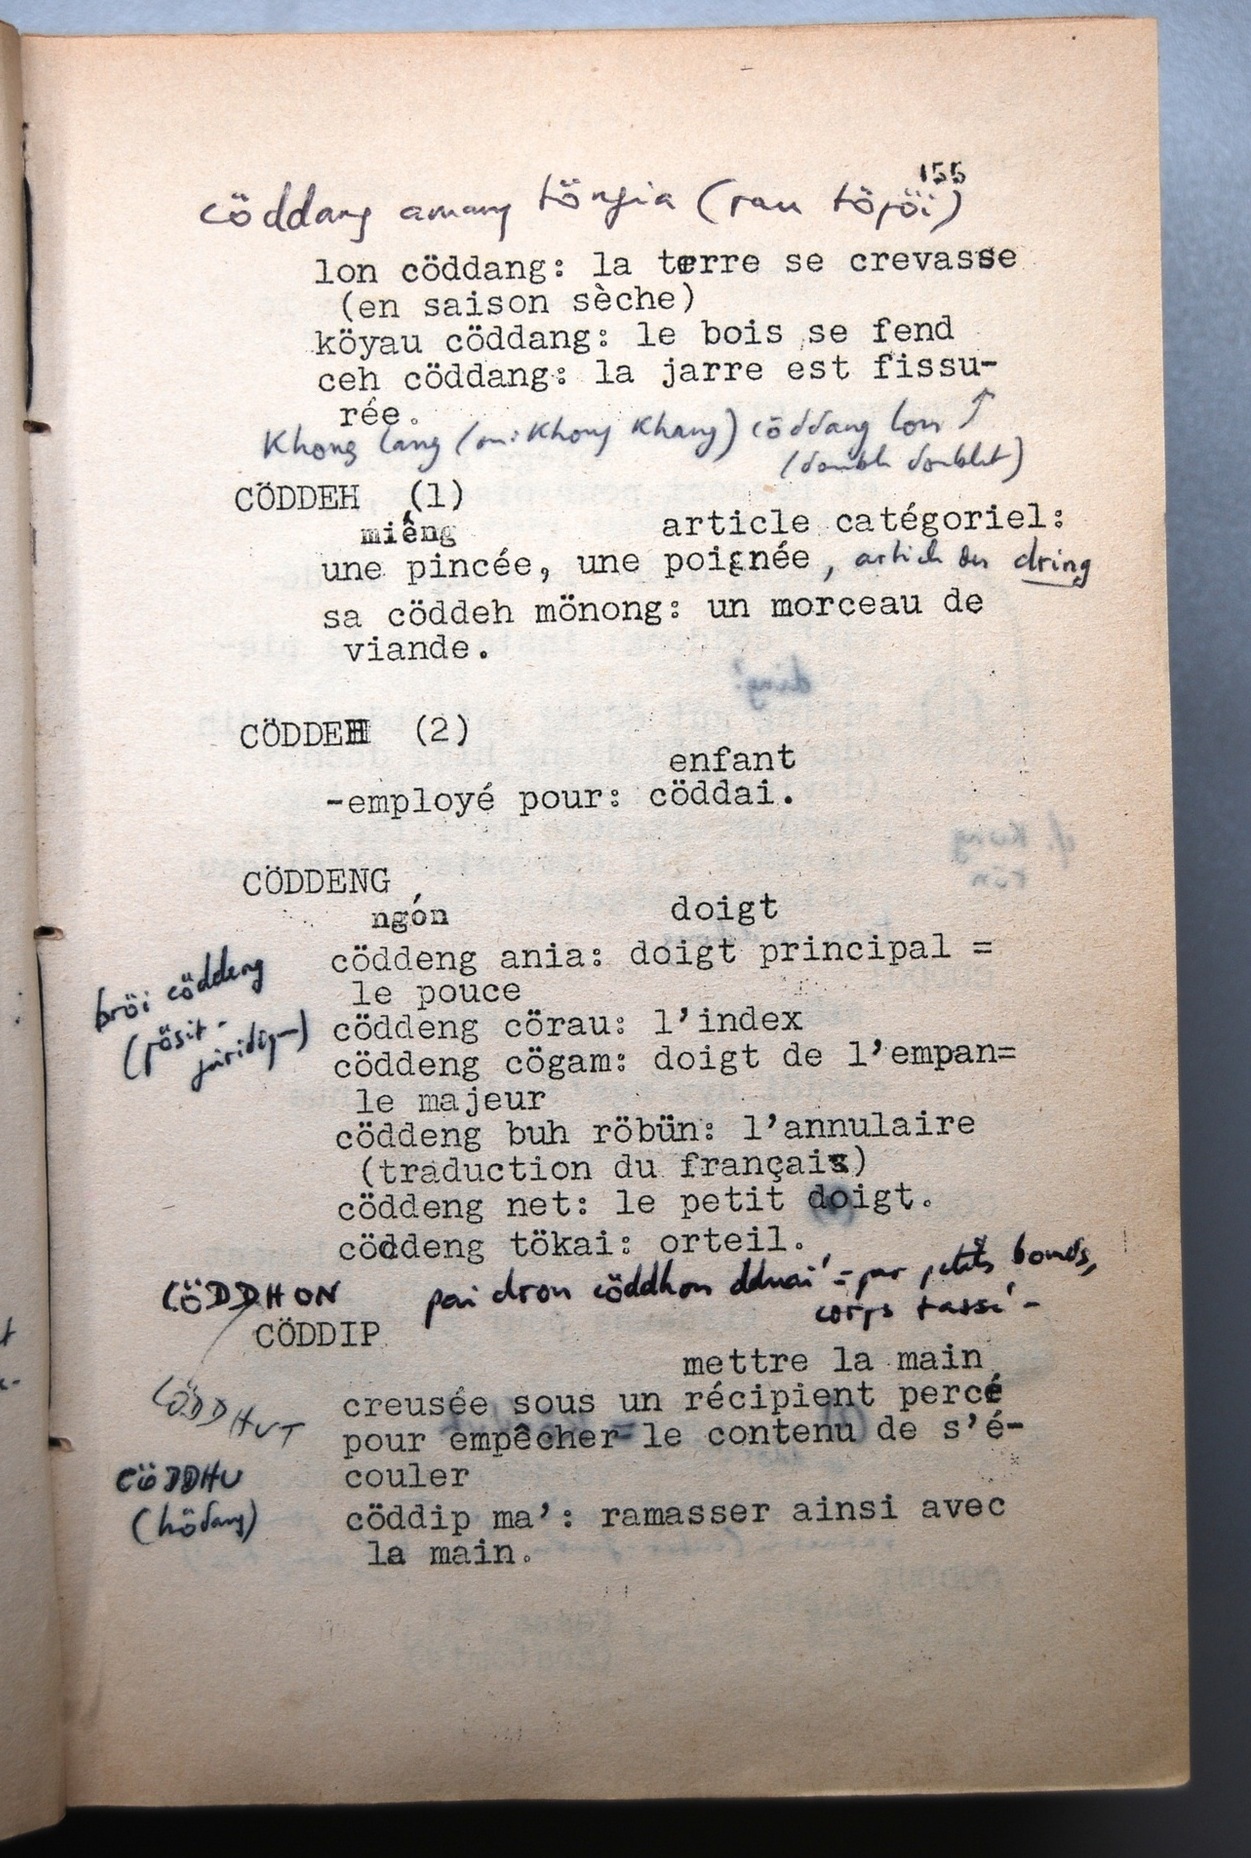 155
cöddang amang töngia (rau töpöi)
lon cöddang: la terre se crevasse
(en saison sèche)
köyau cöddang: le bois se fend
ceh cöddang: la jarre est fissu-
rée.
Khong lang (ou: Khong Khang) cöddang lon ↑
(double doublet)
CÖDDEH (1)
miêng article catégoriel:
une pincée, une poignée, article du dring
sa cöddeh mönong: un morceau de
viande.
CÖDDEH (2)
enfant
-employé pour: cöddai.
CÖDDENG
ngón doigt
cöddeng ania: doigt principal =
le pouce
bröi cöddeng
cöddeng cörau: l'index
cöddeng cögam: doigt de l'empan=
le majeur
cöddeng buh röbün: l'annulaire
(traduction du français)
cöddeng net: le petit doigt.
cöddeng tökai: orteil.
CÖDDHON pai dron cöddhon dduai = par petits bonds,
corps tassé -
CÖDDIP
mettre la main
CÖDDHUT
creusée sous un récipient percé
pour empêcher le contenu de s'é-
CÖDDHU couler
(hödang)
cöddip ma': ramasser ainsi avec
la main.